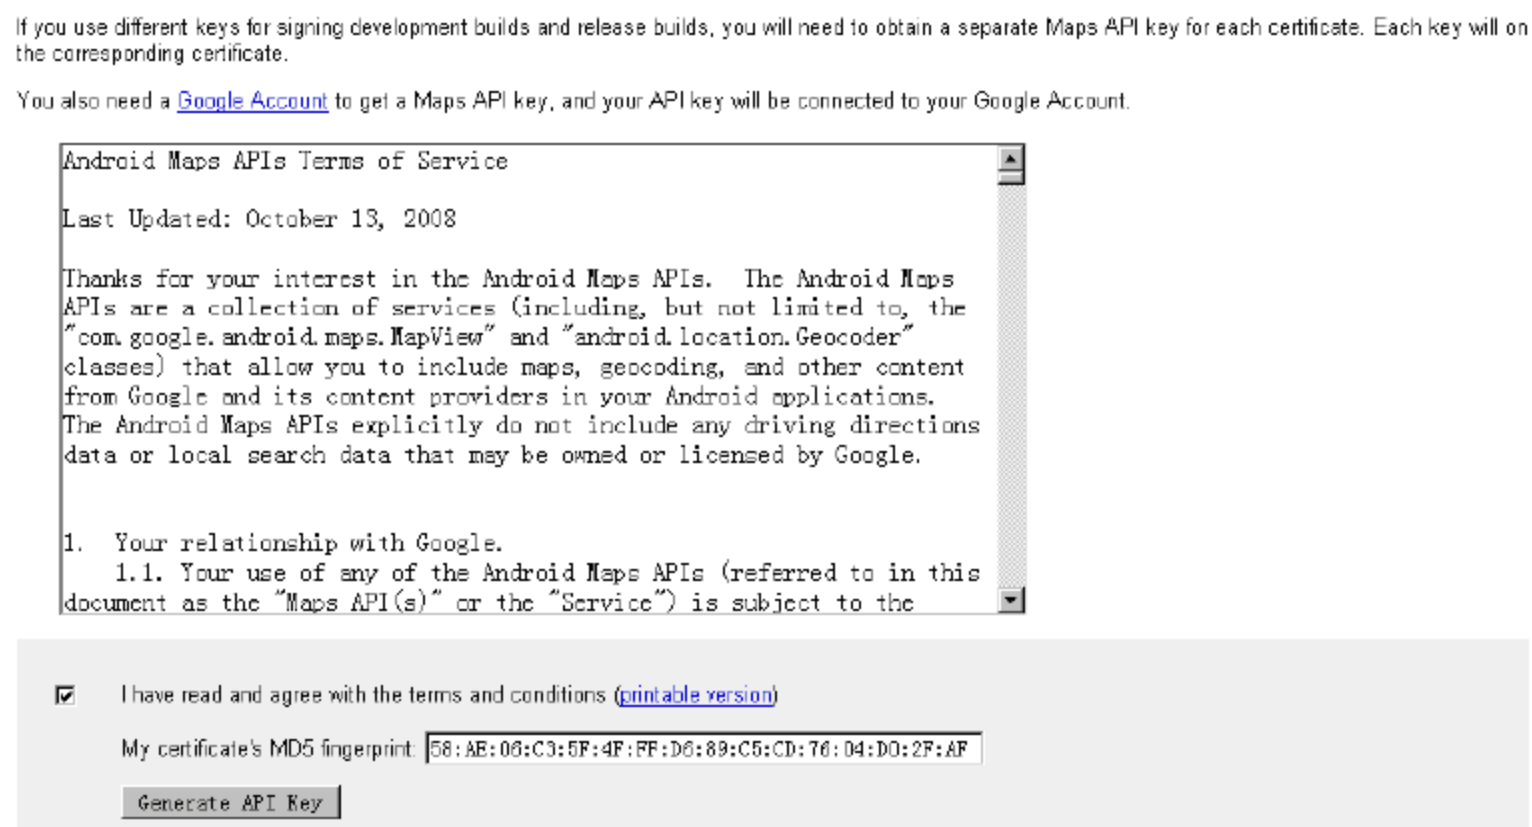 If you use different keys for signing development builds and release builds, you will need to obtain a separate Maps API key for each certificate. Each key will on
the corresponding certificate.
You also need a Google Account to get a Maps API key, and your API key will be connected to your Google Account.
Android Maps APIs Terms of Service
Last Updated: October 13, 2008
Thanks for your interest in the Android Maps APIs.  The Android Maps
APIs are a collection of services (including, but not limited to, the
"com.google.android.maps.MapView" and "android.location.Geocoder"
classes) that allow you to include maps, geocoding, and other content
from Google and its content providers in your Android applications.
The Android Maps APIs explicitly do not include any driving directions
data or local search data that may be owned or licensed by Google.
1.  Your relationship with Google.
1.1. Your use of any of the Android Maps APIs (referred to in this
document as the "Maps API(s)" or the "Service") is subject to the
I have read and agree with the terms and conditions (printable version)
My certificate's MD5 fingerprint: 58:AE:06:C3:5F:4F:FF:D6:89:C5:CD:76:04:D0:2F:AF
Generate API Key